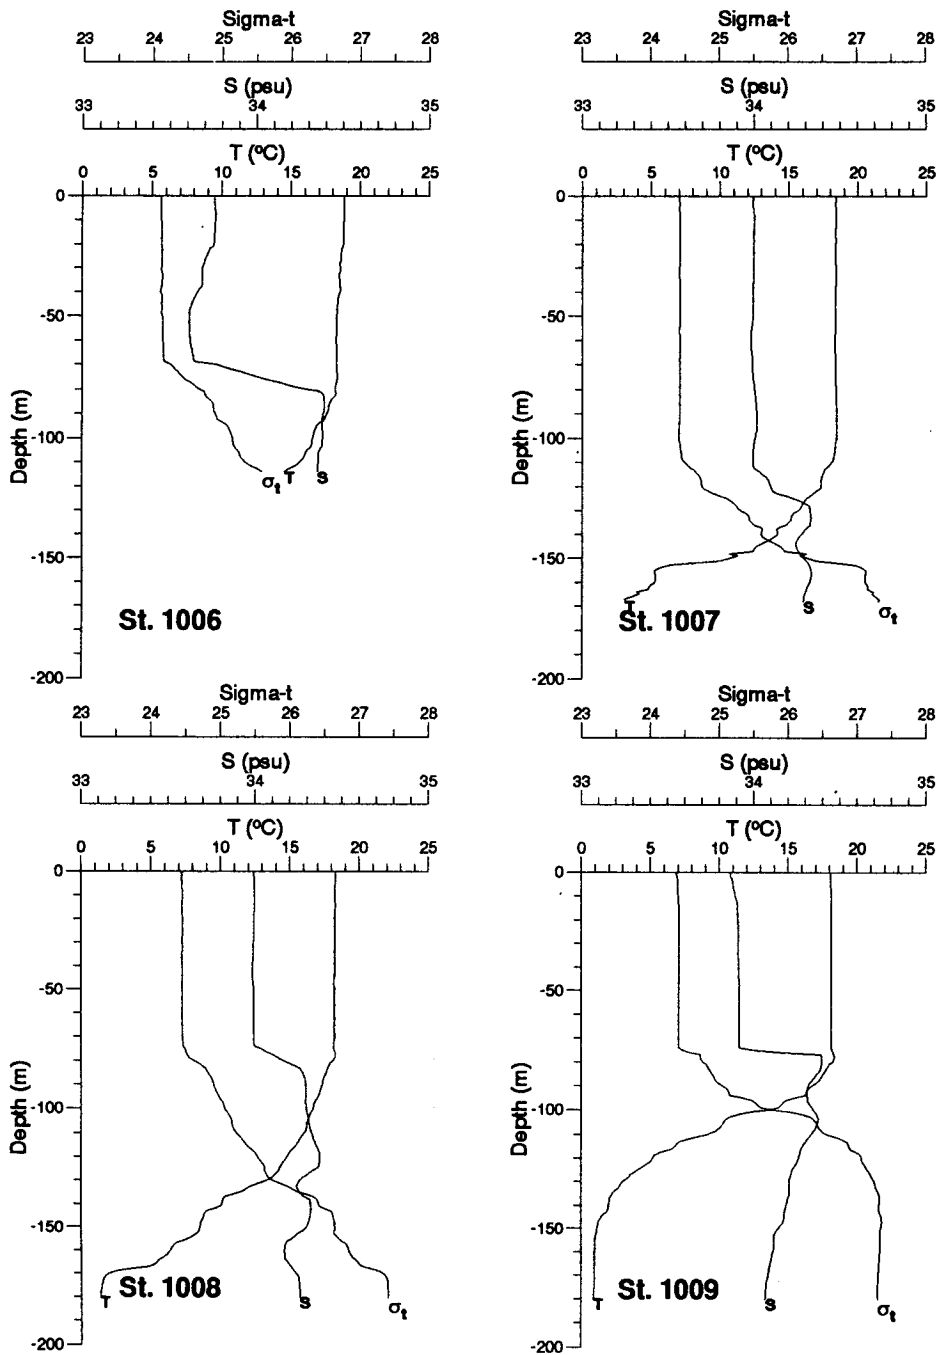 Sigma-t
23 24 25 26 27 28
S (psu)
33 34 35
T (ºC)
0 5 10 15 20 25
0
-50
-100
-150
-200
Depth (m)
σt T S
St. 1006
Sigma-t
23 24 25 26 27 28
S (psu)
33 34 35
T (ºC)
0 5 10 15 20 25
0
-50
-100
-150
-200
Depth (m)
T S σt
St. 1007
Sigma-t
23 24 25 26 27 28
S (psu)
33 34 35
T (ºC)
0 5 10 15 20 25
0
-50
-100
-150
-200
Depth (m)
T S σt
St. 1008
Sigma-t
23 24 25 26 27 28
S (psu)
33 34 35
T (ºC)
0 5 10 15 20 25
0
-50
-100
-150
-200
Depth (m)
T S σt
St. 1009